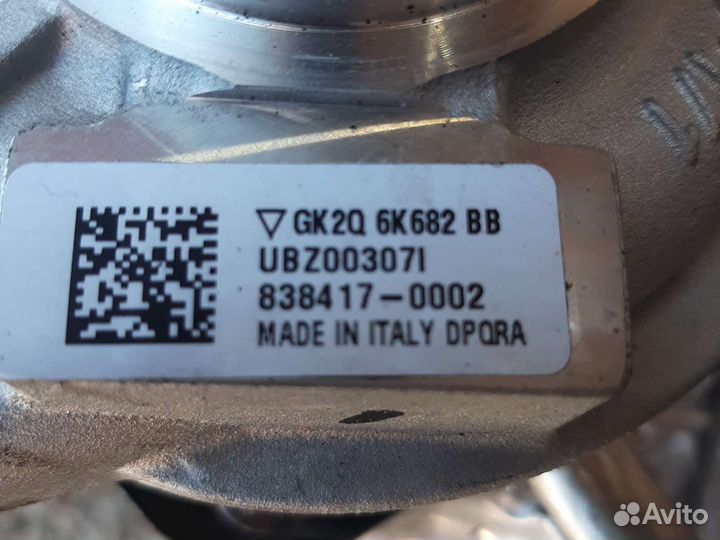 ▽ GK2Q 6K682 BB
UBZ00307I
838417-0002
MADE IN ITALY DPQRA
Avito